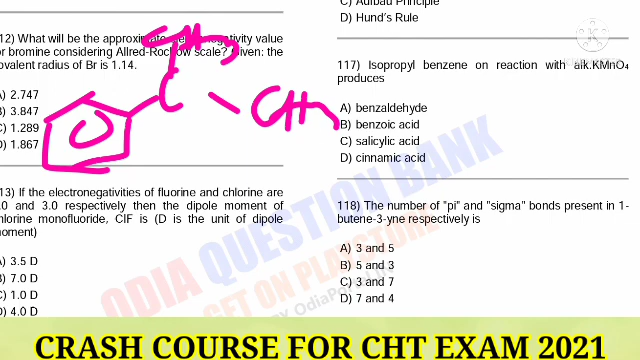 12) What will be the approximate
or bromine considering Allred-Rochow scale? Given: the
ovalent radius of Br is 1.14.
A) 2.747
B) 3.847
C) 1.289
D) 1.867
CH3
C
CH3
13) If the electronegativities of fluorine and chlorine are
.0 and 3.0 respectively then the dipole moment of
hlorine monofluoride, ClF is (D is the unit of dipole
moment)
A) 3.5 D
B) 7.0 D
C) 1.0 D
D) 4.0 D
C) Aufbau Principle
D) Hund's Rule
117) Isopropyl benzene on reaction with alk.KMnO₄
produces
A) benzaldehyde
B) benzoic acid
C) salicylic acid
D) cinnamic acid
118) The number of "pi" and "sigma" bonds present in 1-
butene-3-yne respectively is
A) 3 and 5
B) 5 and 3
C) 3 and 7
D) 7 and 4
ODIA QUESTION BANK
GET ON PLAYSTORE
by OdiaPor
CRASH COURSE FOR CHT EXAM 2021